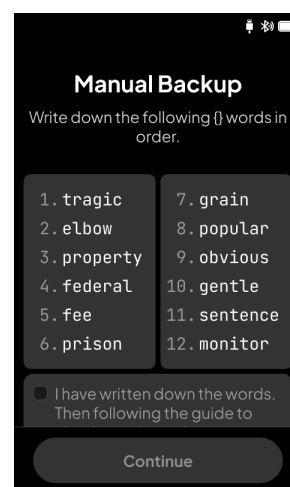 Manual Backup
Write down the following {} words in
order.
1. tragic
2. elbow
3. property
4. federal
5. fee
6. prison
7. grain
8. popular
9. obvious
10. gentle
11. sentence
12. monitor
I have written down the words.
Then following the guide to
Continue